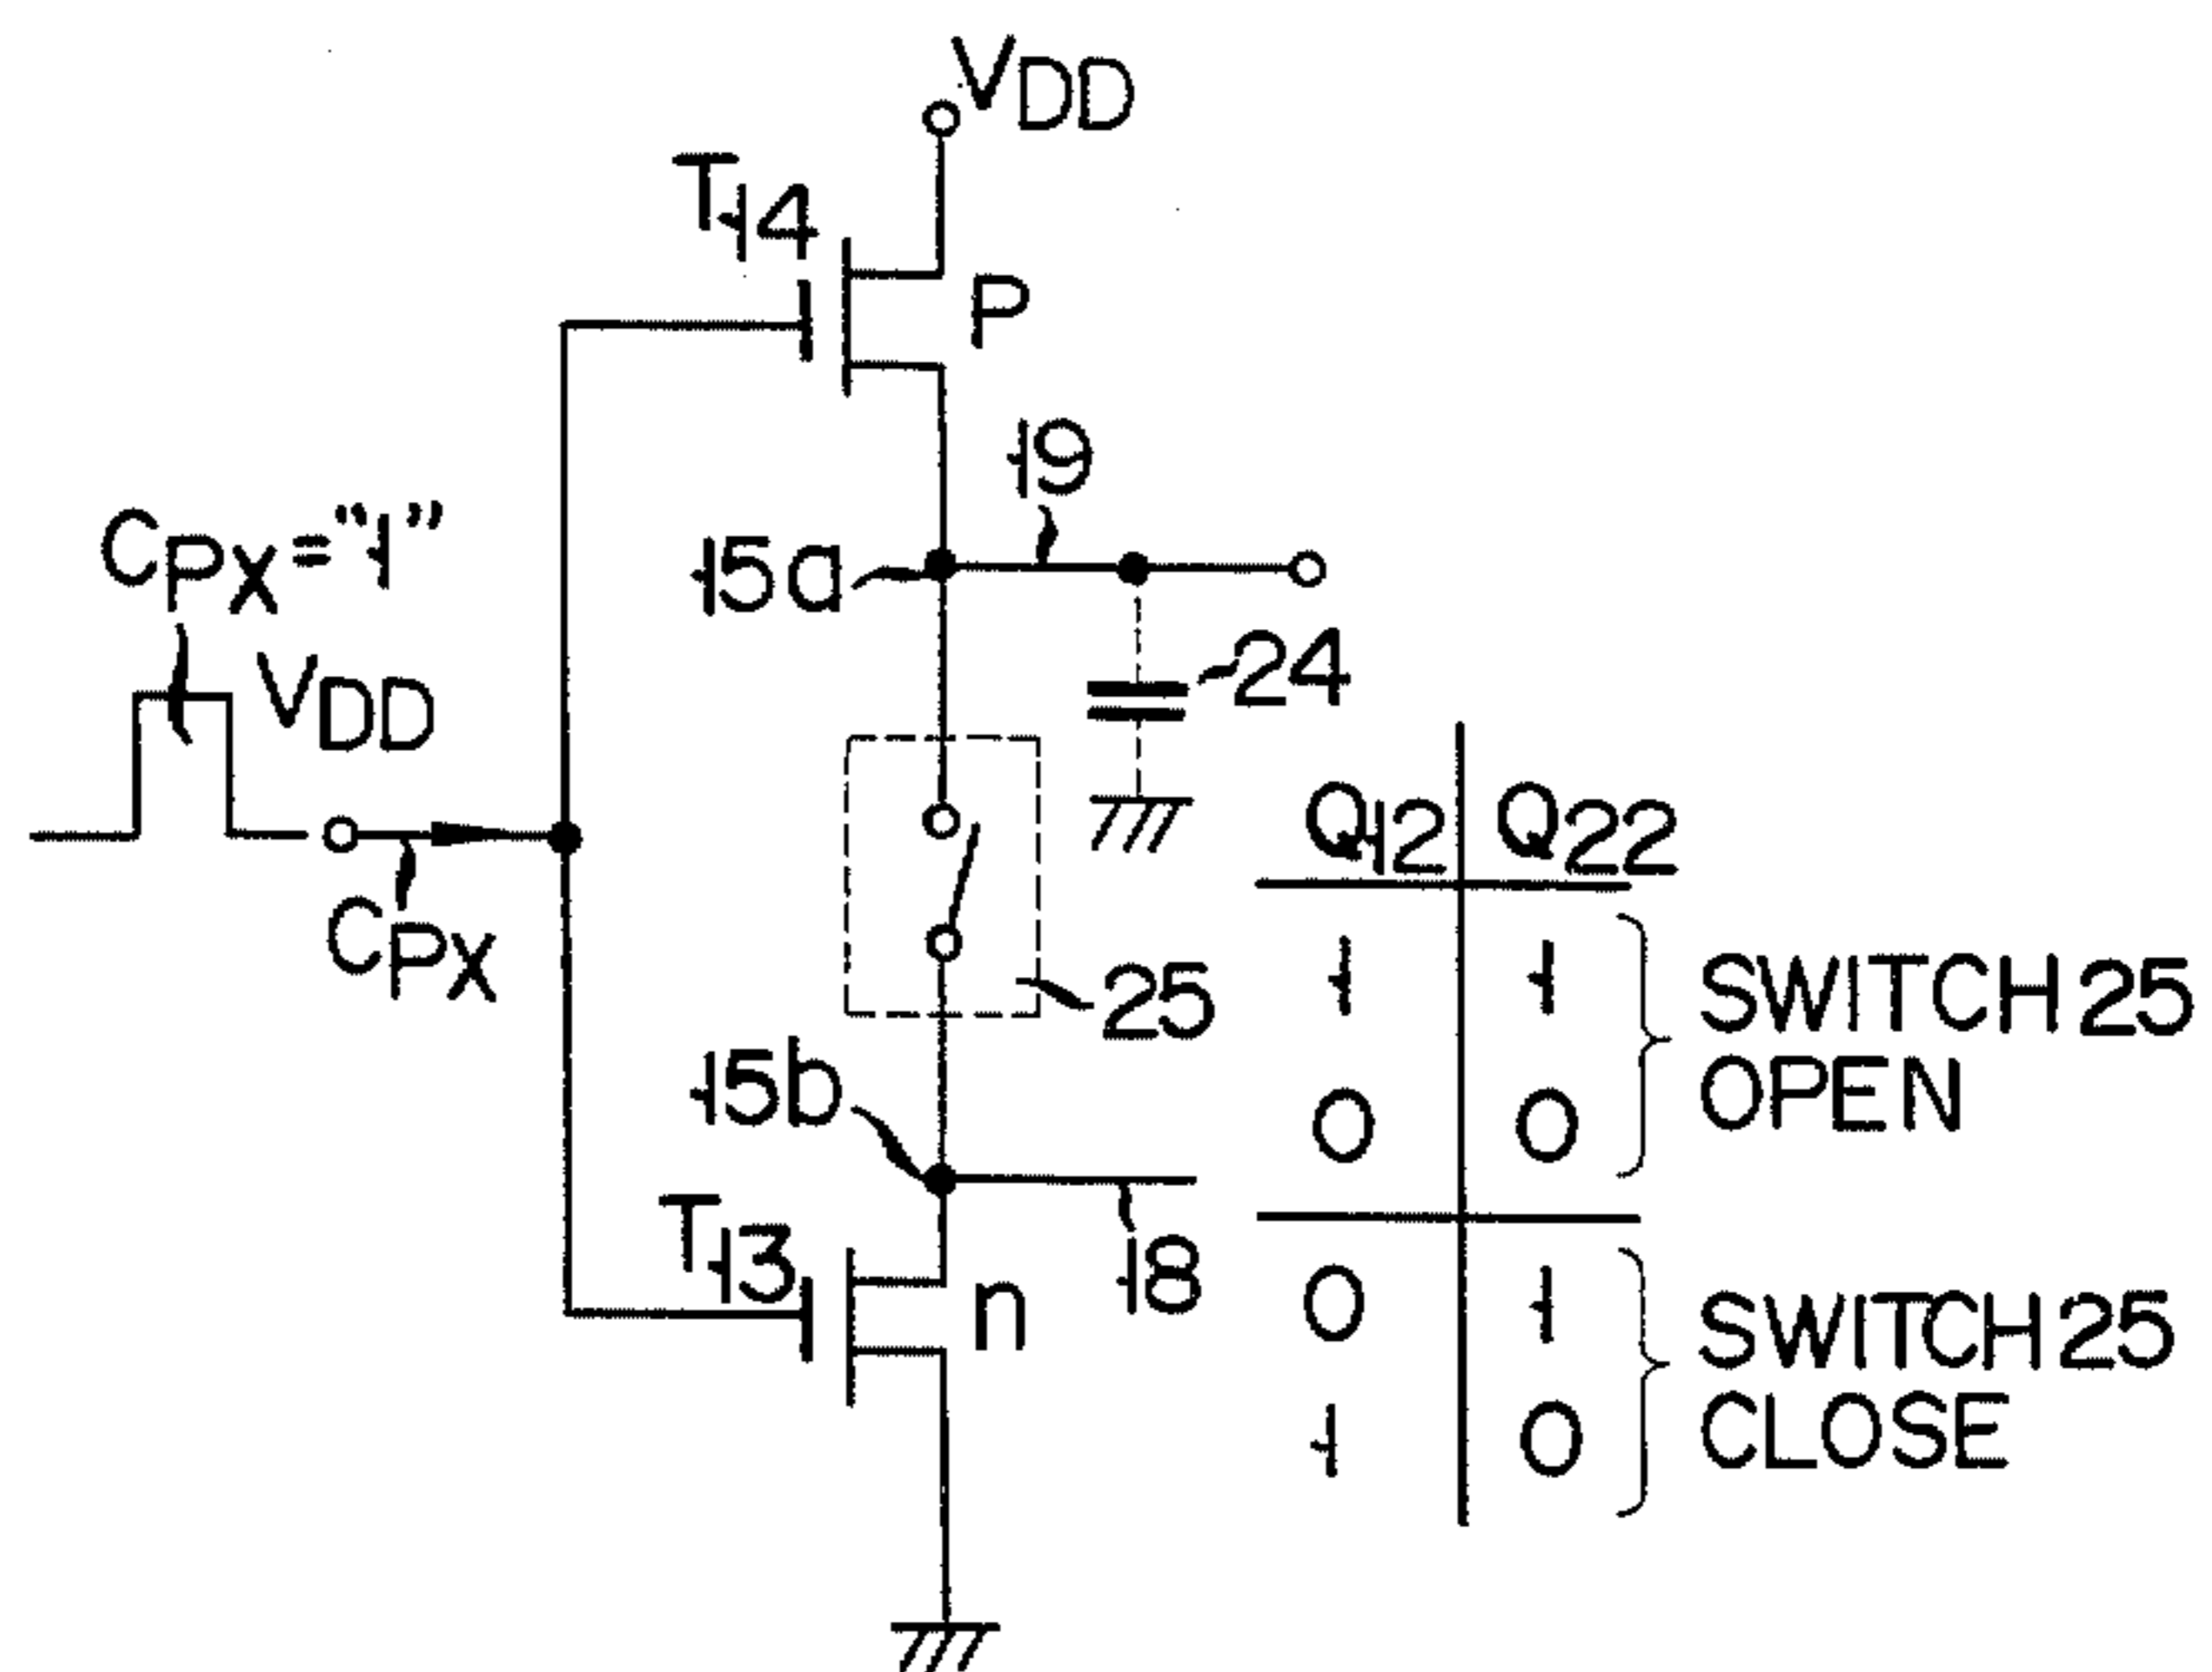 VDD
T14
P
19
CPX="1"
15a
VDD
24
CPX
25
15b
T13
n
18
Q12 Q22
1 1
0 0
SWITCH 25
OPEN
0 1
1 0
SWITCH 25
CLOSE